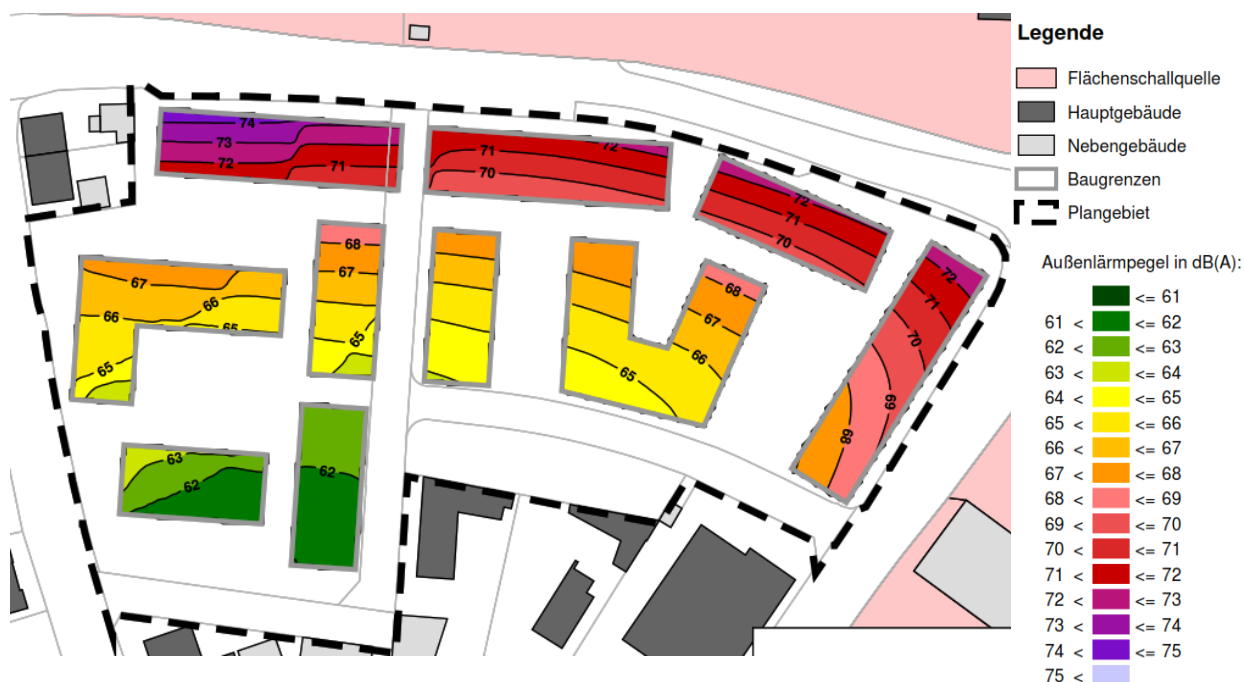 Legende
Flächenschallquelle
Hauptgebäude
Nebengebäude
Baugrenzen
Plangebiet
Außenlärmpegel in dB(A):
<= 61
61 < <= 62
62 < <= 63
63 < <= 64
64 < <= 65
65 < <= 66
66 < <= 67
67 < <= 68
68 < <= 69
69 < <= 70
70 < <= 71
71 < <= 72
72 < <= 73
73 < <= 74
74 < <= 75
75 <
74
73
72
71
71
72
70
72
71
70
72
71
70
69
68
68
67
65
67
66
66
65
65
68
67
66
65
63
62
62